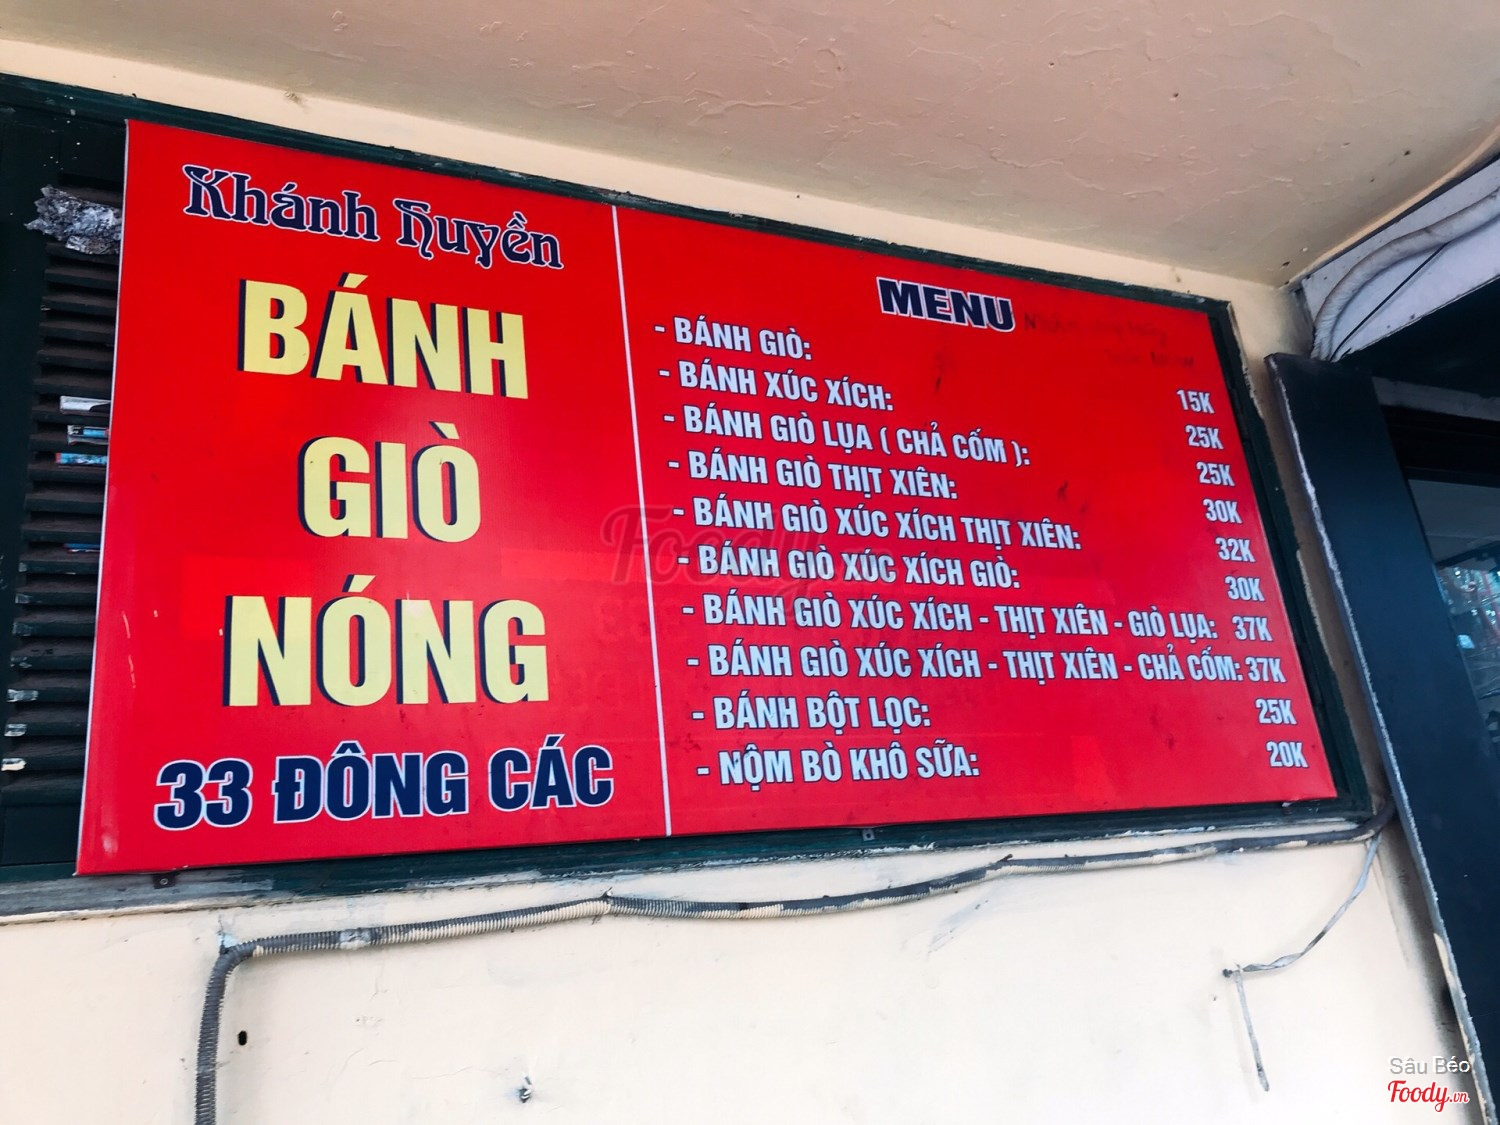 Khánh Huyền
BÁNH
GIÒ
NÓNG
33 ĐÔNG CÁC
MENU
- BÁNH GIÒ: 15K
- BÁNH XÚC XÍCH: 25K
- BÁNH GIÒ LỤA ( CHẢ CỐM ): 25K
- BÁNH GIÒ THỊT XIÊN: 30K
- BÁNH GIÒ XÚC XÍCH THỊT XIÊN: 32K
- BÁNH GIÒ XÚC XÍCH GIÒ: 30K
- BÁNH GIÒ XÚC XÍCH - THỊT XIÊN - GIÒ LỤA: 37K
- BÁNH GIÒ XÚC XÍCH - THỊT XIÊN - CHẢ CỐM: 37K
- BÁNH BỘT LỌC: 25K
- NỘM BÒ KHÔ SỮA: 20K
Foody.vn
Sâu Béo
Foody.vn